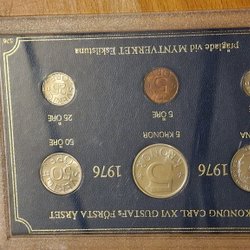 KONUNG CARL XVI GUSTAFs FÖRSTA ÅRSET
1976 1976
5 KRONOR 50 ÖRE
5 ÖRE 25 ÖRE
präglade vid MYNTVERKET Eskilstuna